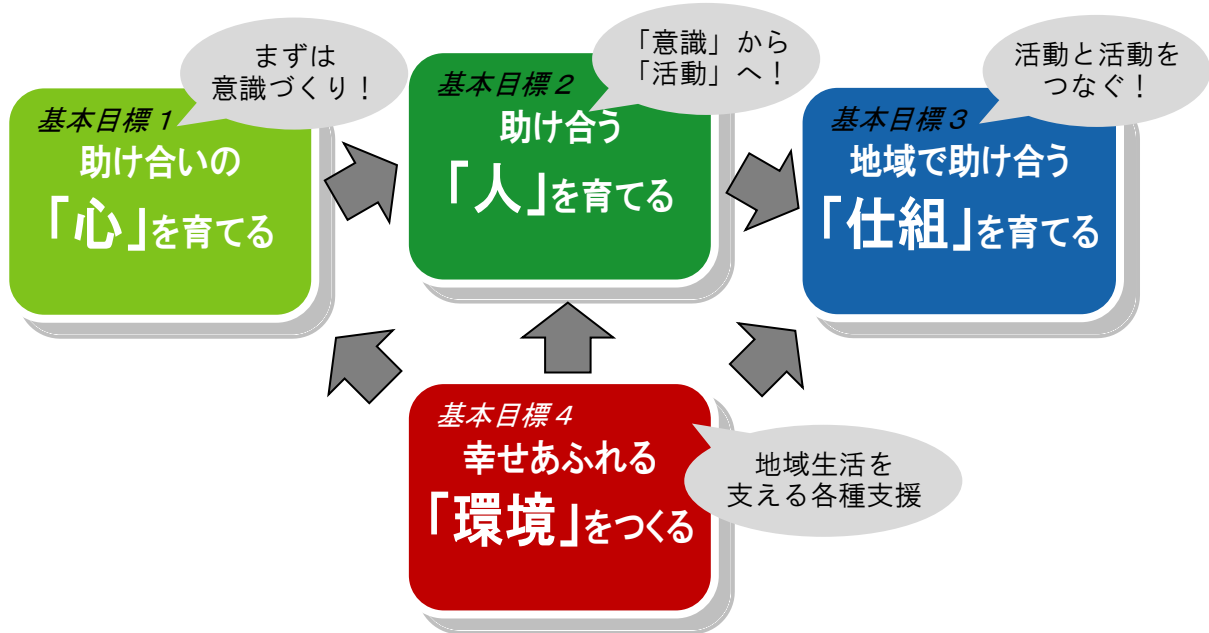 まずは
意識づくり！
基本目標１
助け合いの
「心」を育てる
「意識」から
「活動」へ！
基本目標２
助け合う
「人」を育てる
活動と活動を
つなぐ！
基本目標３
地域で助け合う
「仕組」を育てる
基本目標４
幸せあふれる
「環境」をつくる
地域生活を
支える各種支援